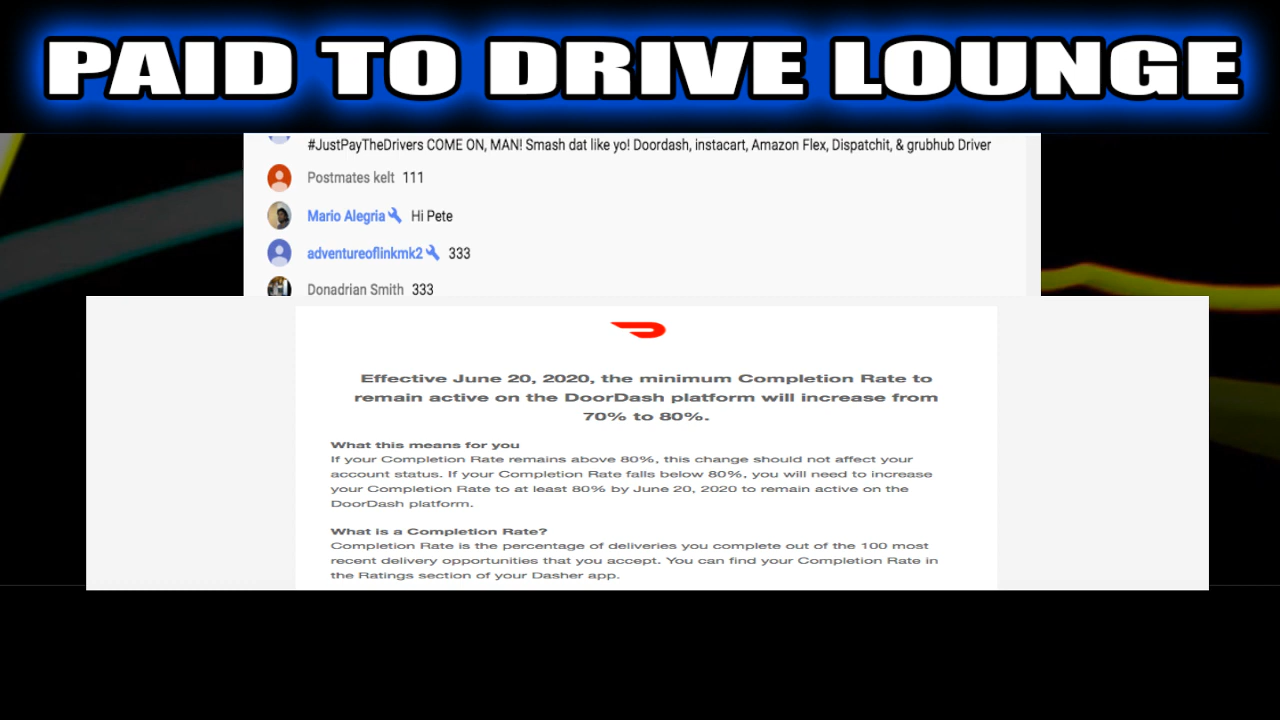 PAID TO DRIVE LOUNGE
#JustPayTheDrivers COME ON, MAN! Smash dat like yo! Doordash, instacart, Amazon Flex, Dispatchit, & grubhub Driver
Postmates kelt 111
Mario Alegria Hi Pete
adventureoflinkmk2 333
Donadrian Smith 333
Effective June 20, 2020, the minimum Completion Rate to
remain active on the DoorDash platform will increase from
70% to 80%.
What this means for you
If your Completion Rate remains above 80%, this change should not affect your
account status. If your Completion Rate falls below 80%, you will need to increase
your Completion Rate to at least 80% by June 20, 2020 to remain active on the
DoorDash platform.
What is a Completion Rate?
Completion Rate is the percentage of deliveries you complete out of the 100 most
recent delivery opportunities that you accept. You can find your Completion Rate in
the Ratings section of your Dasher app.